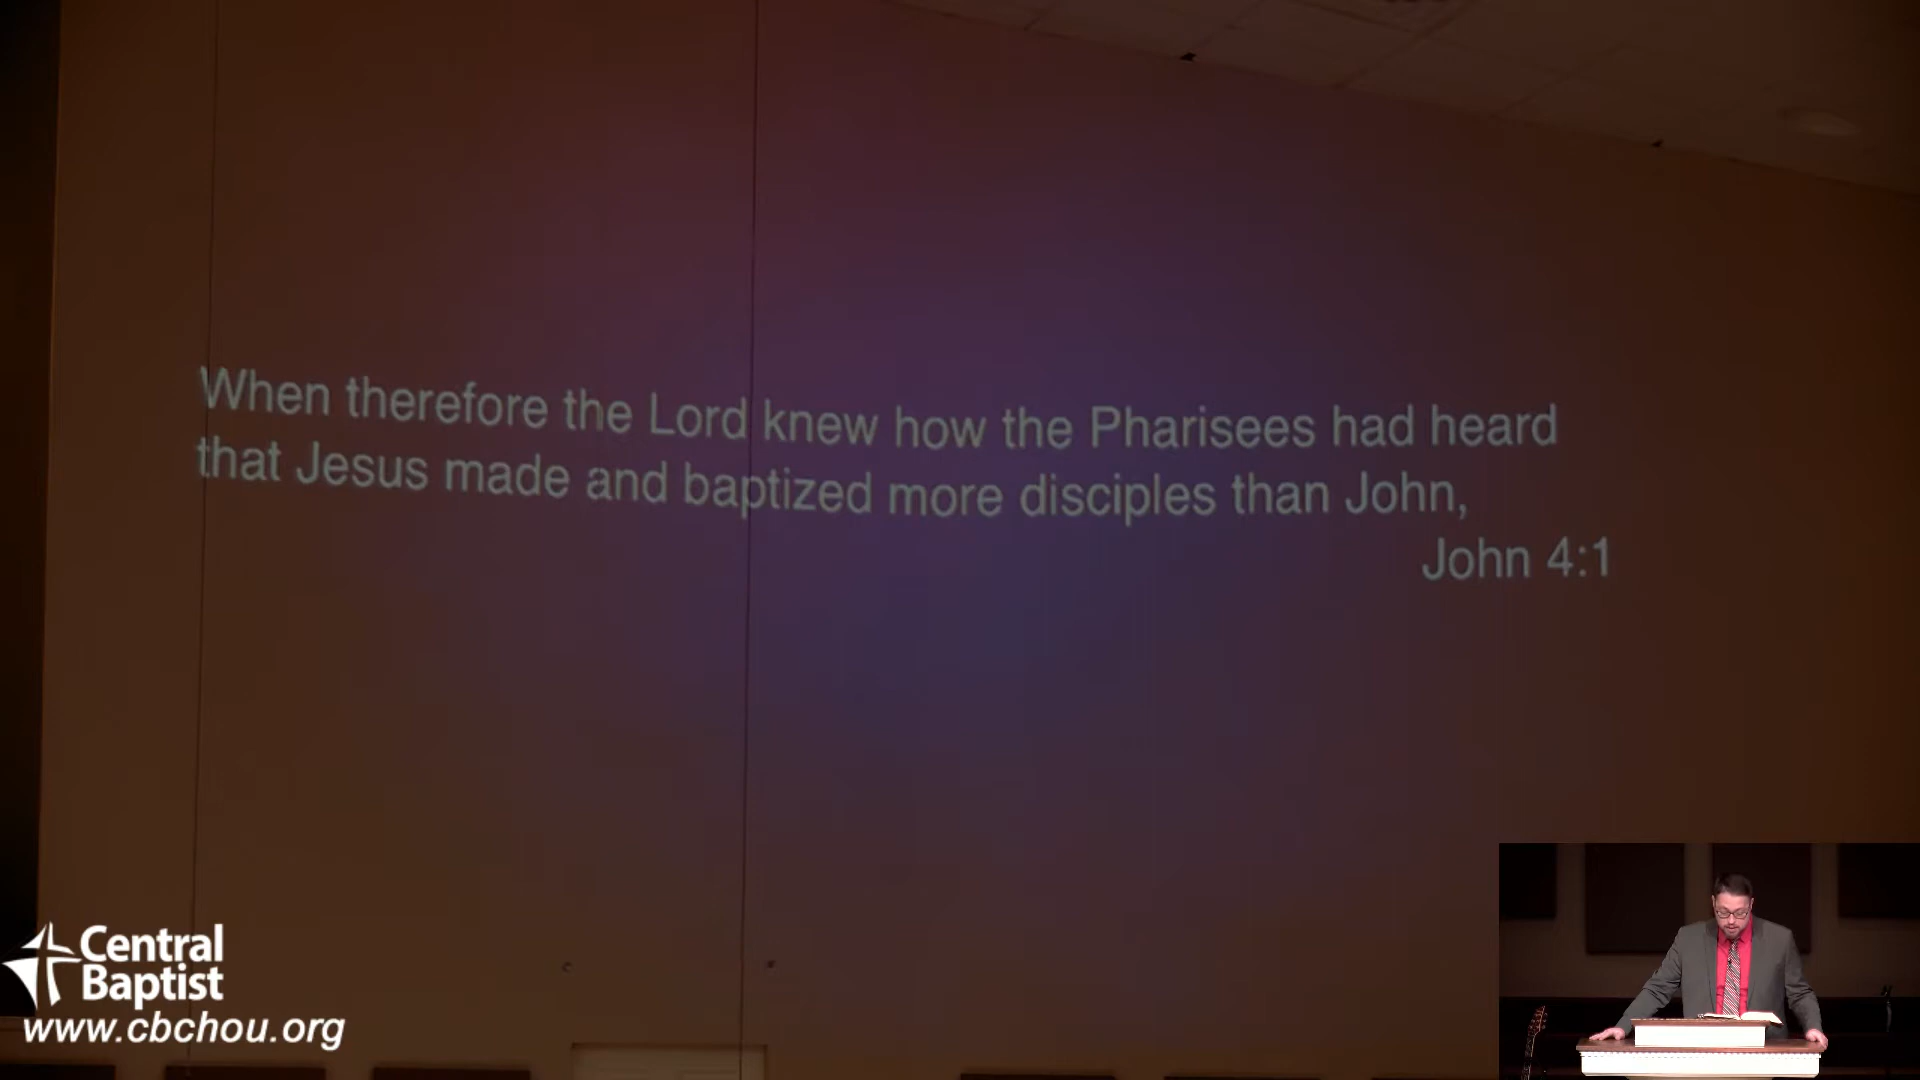 When therefore the Lord knew how the Pharisees had heard
that Jesus made and baptized more disciples than John,
John 4:1
Central
Baptist
www.cbchou.org